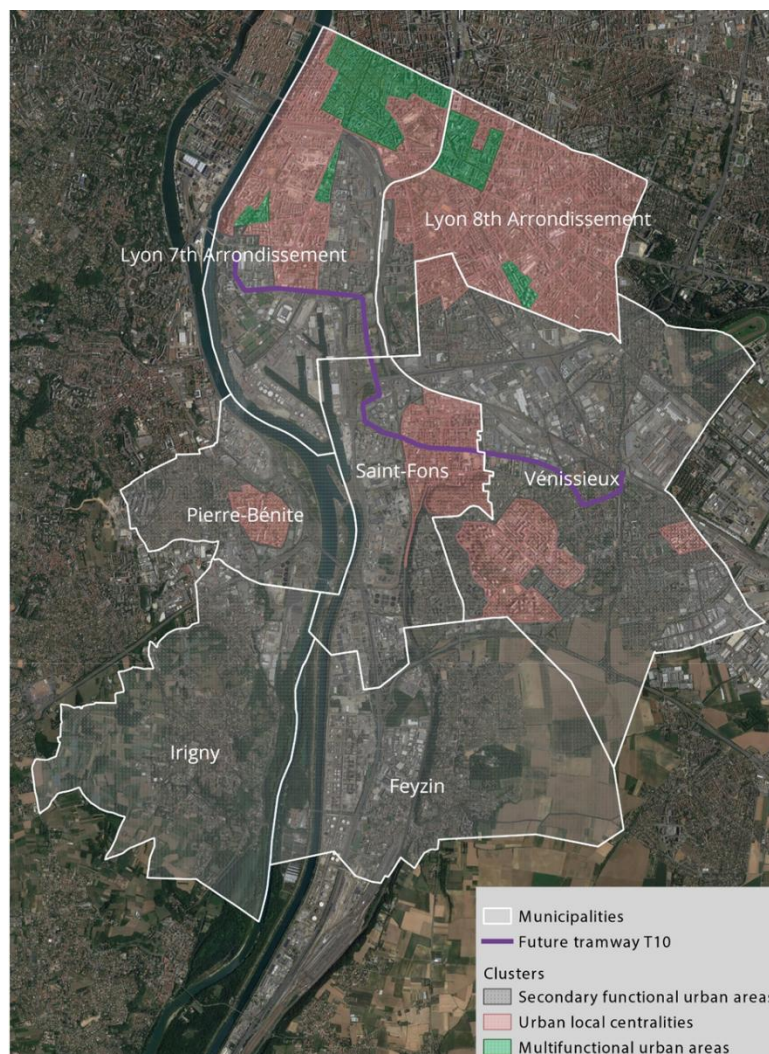 Lyon 8th Arrondissement
Lyon 7th Arrondissement
Saint-Fons
Vénissieux
Pierre-Bénite
Irigny
Feyzin
Municipalities
Future tramway T10
Clusters
Secondary functional urban areas
Urban local centralities
Multifunctional urban areas